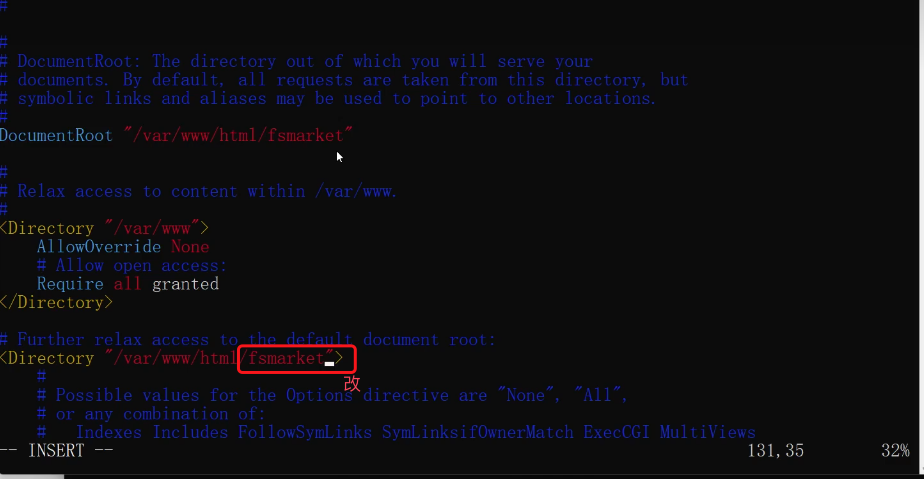 #
#
# DocumentRoot: The directory out of which you will serve your
# documents. By default, all requests are taken from this directory, but
# symbolic links and aliases may be used to point to other locations.
#
DocumentRoot "/var/www/html/fsmarket"
#
# Relax access to content within /var/www.
#
<Directory "/var/www">
    AllowOverride None
    # Allow open access:
    Require all granted
</Directory>
# Further relax access to the default document root:
<Directory "/var/www/html/fsmarket">
    #
改
    # Possible values for the Options directive are "None", "All",
    # or any combination of:
    #   Indexes Includes FollowSymLinks SymLinksifOwnerMatch ExecCGI MultiViews
-- INSERT -- 131,35 32%